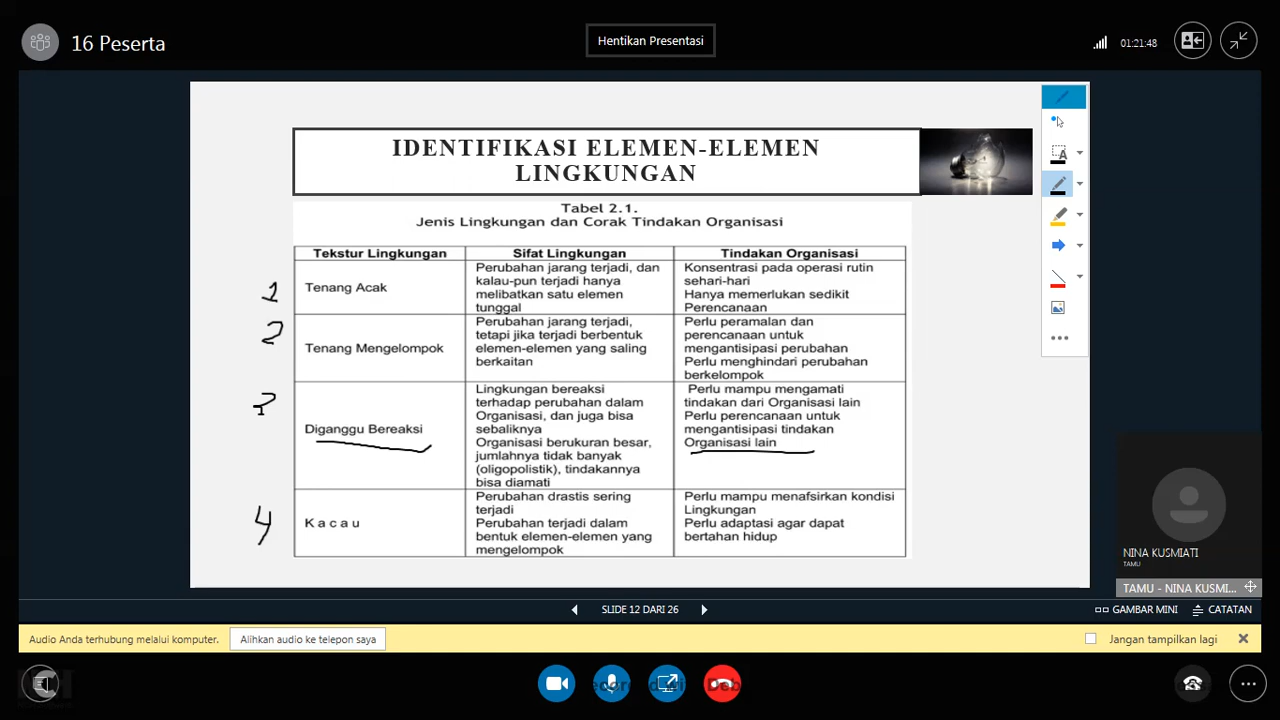 16 Peserta
Hentikan Presentasi
01:21:48
IDENTIFIKASI ELEMEN-ELEMEN
LINGKUNGAN
Tabel 2.1.
Jenis Lingkungan dan Corak Tindakan Organisasi
Tekstur Lingkungan
Sifat Lingkungan
Tindakan Organisasi
1
Tenang Acak
Perubahan jarang terjadi, dan
kalau-pun terjadi hanya
melibatkan satu elemen
tunggal
Konsentrasi pada operasi rutin
sehari-hari
Hanya memerlukan sedikit
Perencanaan
2
Tenang Mengelompok
Perubahan jarang terjadi,
tetapi jika terjadi berbentuk
elemen-elemen yang saling
berkaitan
Perlu peramalan dan
perencanaan untuk
mengantisipasi perubahan
Perlu menghindari perubahan
berkelompok
Diganggu Bereaksi
Lingkungan bereaksi
terhadap perubahan dalam
Organisasi, dan juga bisa
sebaliknya
Organisasi berukuran besar,
jumlahnya tidak banyak
(oligopolistik), tindakannya
bisa diamati
Perlu mampu mengamati
tindakan dari Organisasi lain
Perlu perencanaan untuk
mengantisipasi tindakan
Organisasi lain
4
K a c a u
Perubahan drastis sering
terjadi
Perubahan terjadi dalam
bentuk elemen-elemen yang
mengelompok
Perlu mampu menafsirkan kondisi
Lingkungan
Perlu adaptasi agar dapat
bertahan hidup
NINA KUSMIATI
TAMU
TAMU - NINA KUSMI...
SLIDE 12 DARI 26
GAMBAR MINI
CATATAN
Audio Anda terhubung melalui komputer.
Alihkan audio ke telepon saya
Jangan tampilkan lagi